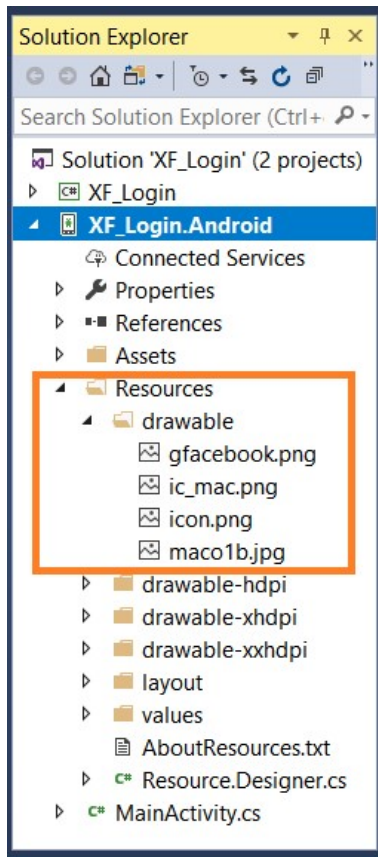 Solution Explorer
Search Solution Explorer (Ctrl+
Solution 'XF_Login' (2 projects)
C# XF_Login
XF_Login.Android
Connected Services
Properties
References
Assets
Resources
drawable
gfacebook.png
ic_mac.png
icon.png
maco1b.jpg
drawable-hdpi
drawable-xhdpi
drawable-xxhdpi
layout
values
AboutResources.txt
C# Resource.Designer.cs
C# MainActivity.cs